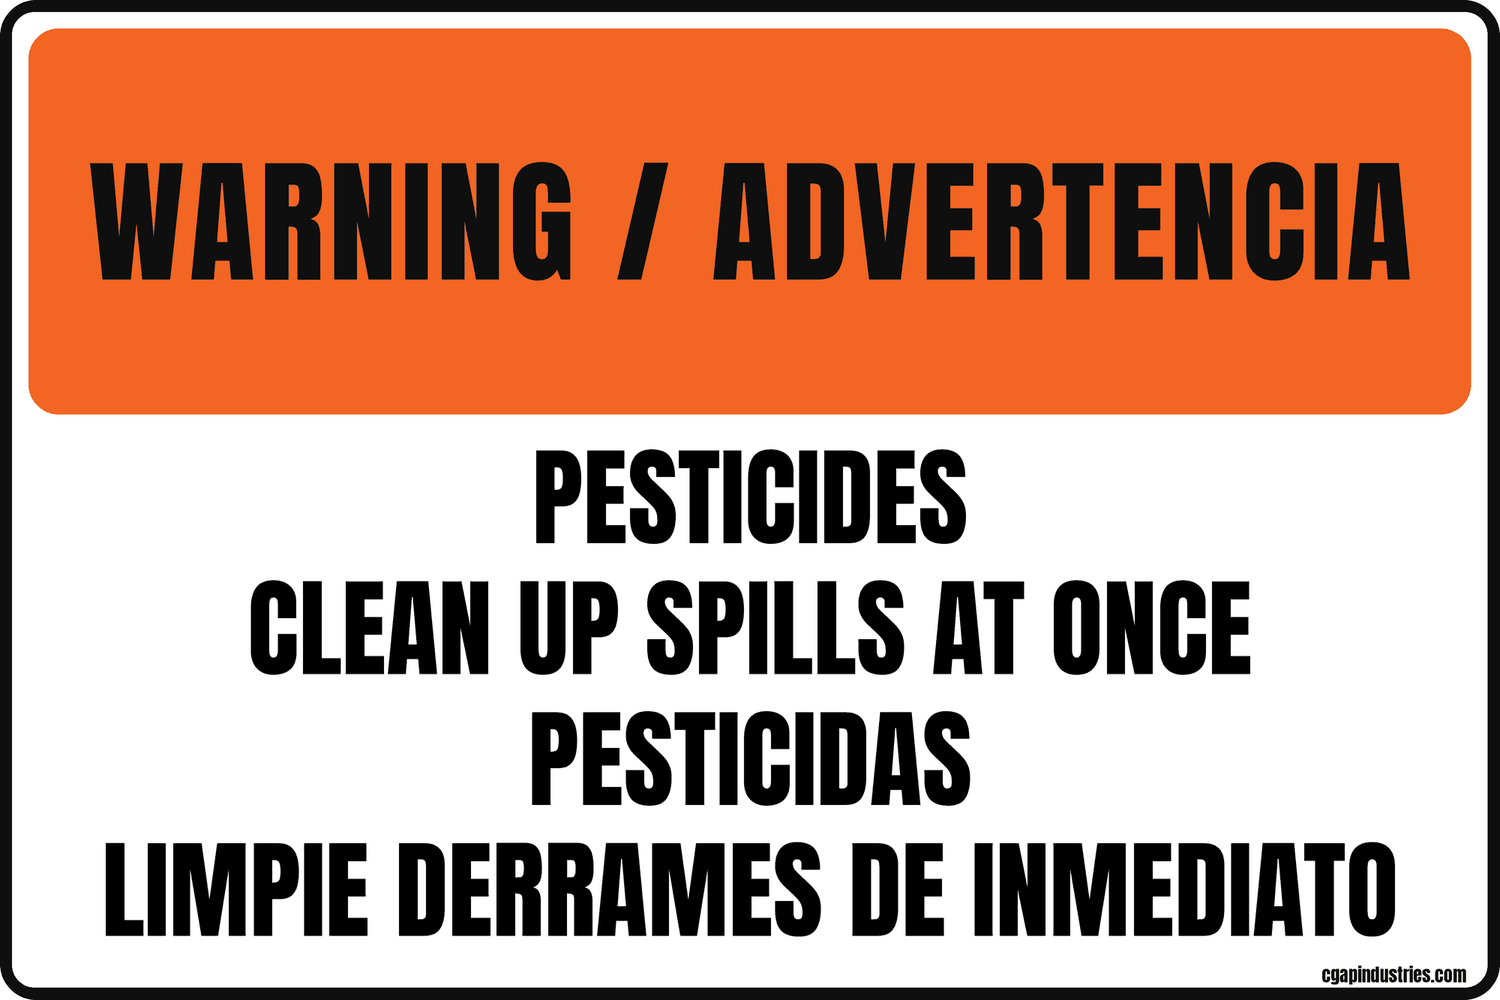 WARNING / ADVERTENCIA
PESTICIDES
CLEAN UP SPILLS AT ONCE
PESTICIDAS
LIMPIE DERRAMES DE INMEDIATO
cgapindustries.com